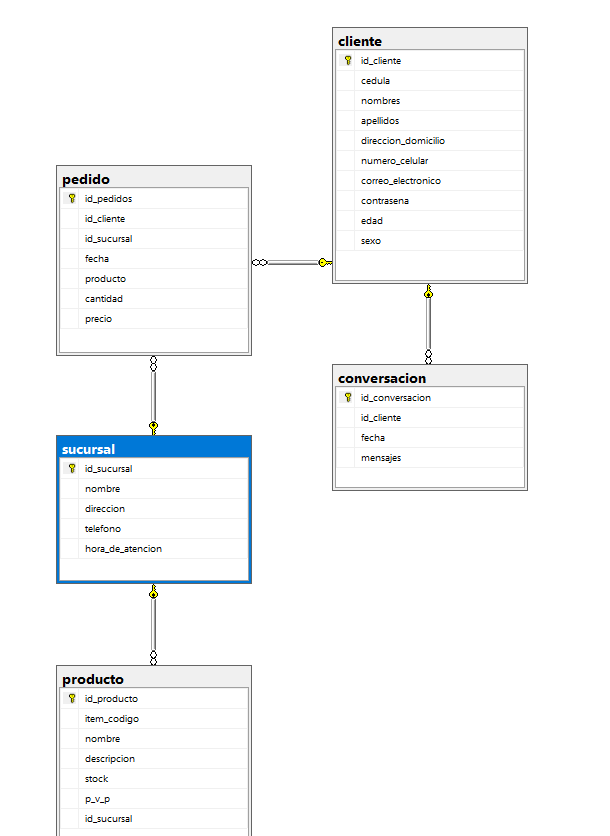 cliente
id_cliente
cedula
nombres
apellidos
direccion_domicilio
numero_celular
correo_electronico
contrasena
edad
sexo
pedido
id_pedidos
id_cliente
id_sucursal
fecha
producto
cantidad
precio
conversacion
id_conversacion
id_cliente
fecha
mensajes
sucursal
id_sucursal
nombre
direccion
telefono
hora_de_atencion
producto
id_producto
item_codigo
nombre
descripcion
stock
p_v_p
id_sucursal